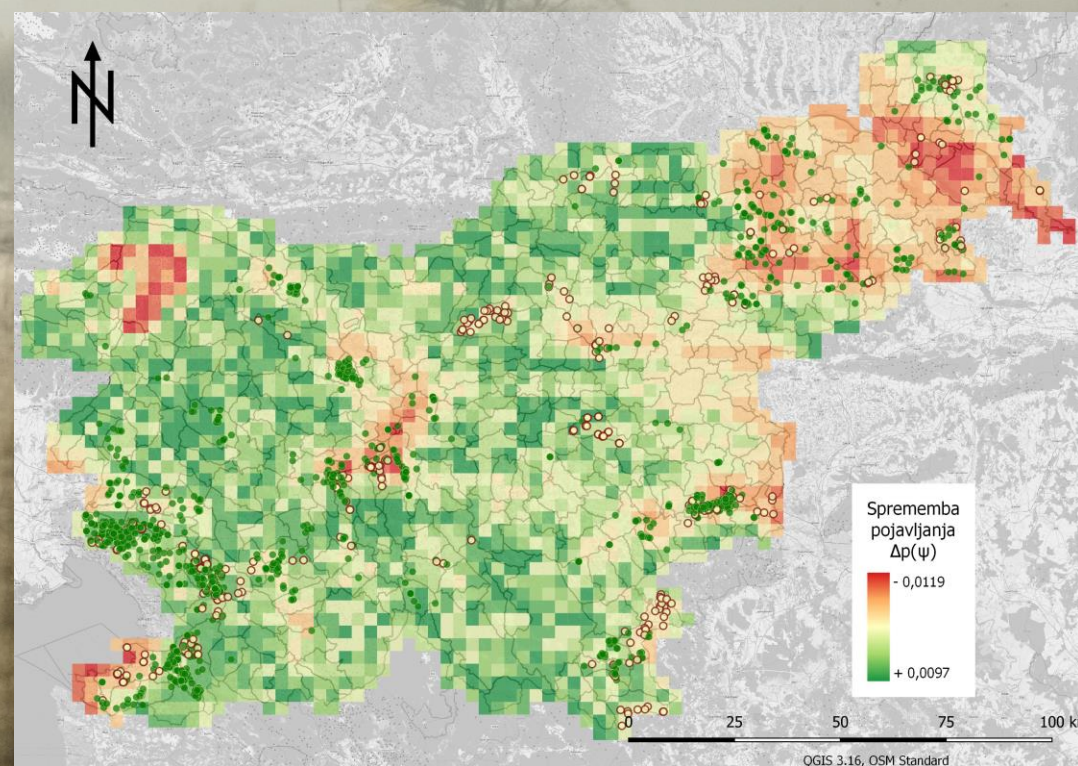 N
Sprememba
pojavljanja
Δp(ψ)
- 0,0119
+ 0,0097
0 25 50 75 100 k
QGIS 3.16, OSM Standard